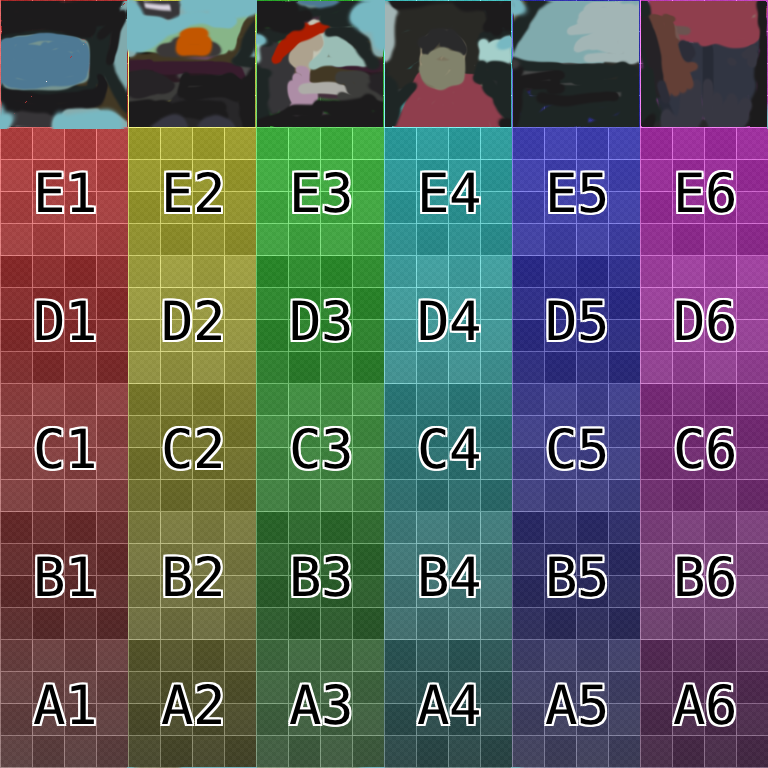 E1 E2 E3 E4 E5 E6
D1 D2 D3 D4 D5 D6
C1 C2 C3 C4 C5 C6
B1 B2 B3 B4 B5 B6
A1 A2 A3 A4 A5 A6